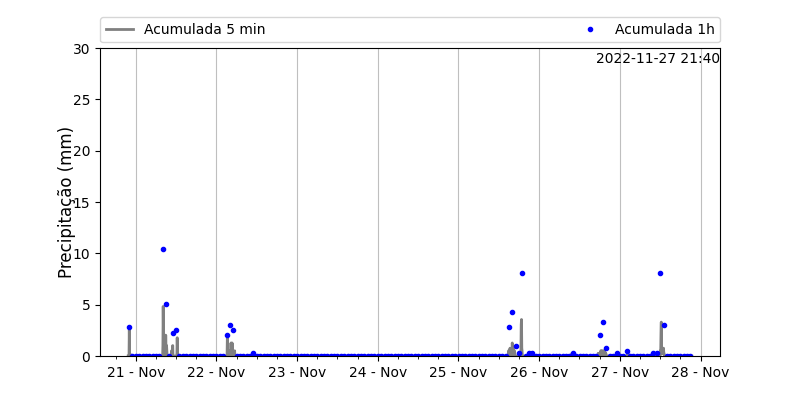 Acumulada 5 min Acumulada 1h
30 2022-11-27 21:40
25
20
15
10
5
0
Precipitação (mm)
21 - Nov 22 - Nov 23 - Nov 24 - Nov 25 - Nov 26 - Nov 27 - Nov 28 - Nov